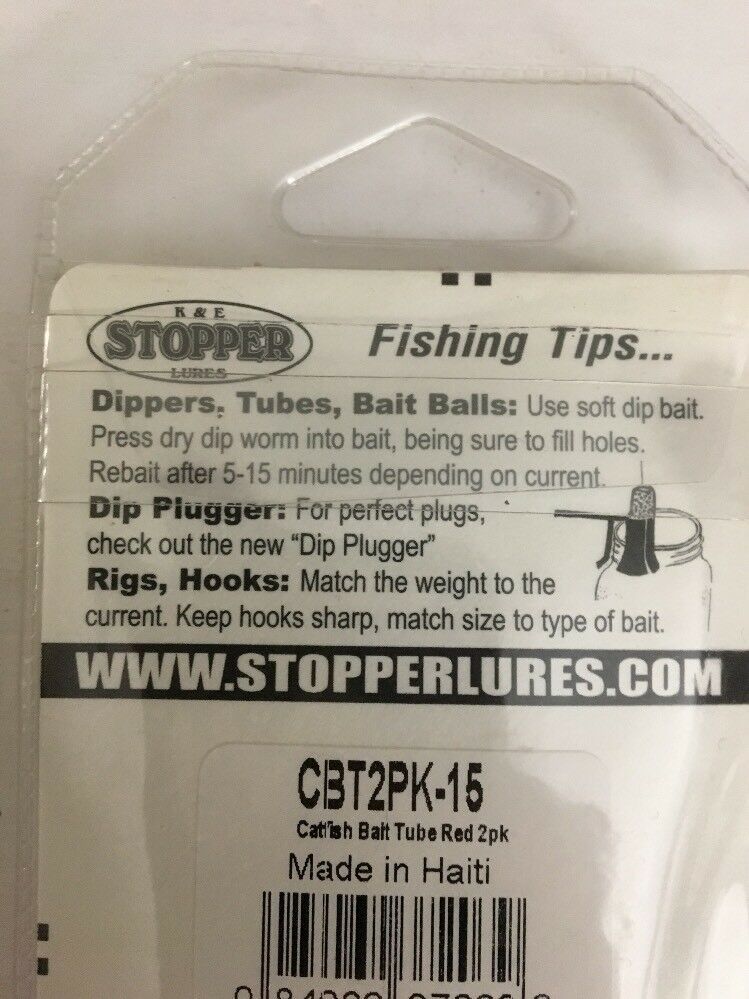 K & E
STOPPER
LURES
Fishing Tips...
Dippers, Tubes, Bait Balls: Use soft dip bait.
Press dry dip worm into bait, being sure to fill holes.
Rebait after 5-15 minutes depending on current.
Dip Plugger: For perfect plugs,
check out the new "Dip Plugger"
Rigs, Hooks: Match the weight to the
current. Keep hooks sharp, match size to type of bait.
WWW.STOPPERLURES.COM
CBT2PK-15
Catfish Bait Tube Red 2pk
Made in Haiti